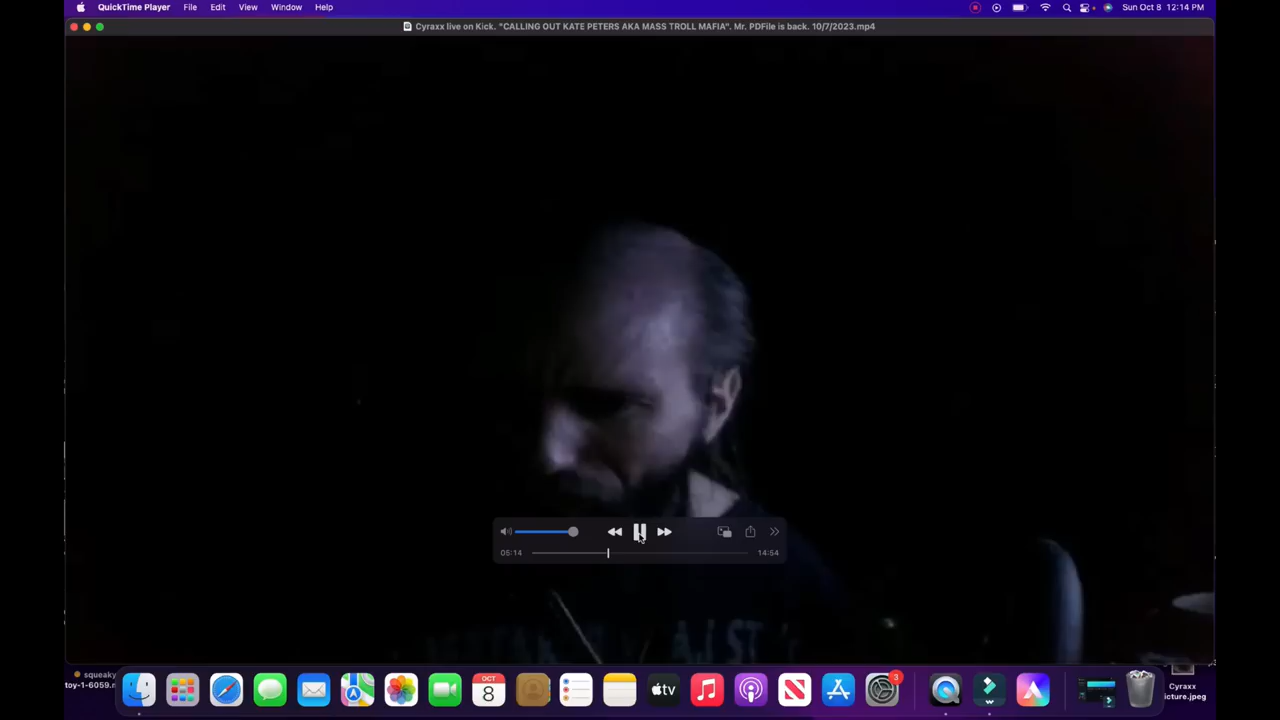 QuickTime Player File Edit View Window Help Sun Oct 8 12:14 PM
Cyraxx live on Kick. "CALLING OUT KATE PETERS AKA MASS TROLL MAFIA". Mr. PDFile is back. 10/7/2023.mp4
05:14 14:54
squeaky
toy-1-6059.
OCT
8
tv
3
Cyraxx
icture.jpeg